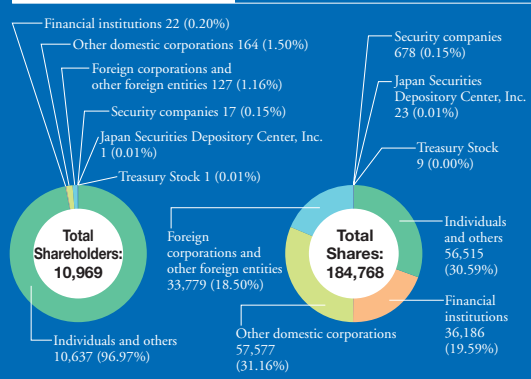 Financial institutions 22 (0.20%)
Other domestic corporations 164 (1.50%)
Foreign corporations and
other foreign entities 127 (1.16%)
Security companies 17 (0.15%)
Japan Securities Depository Center, Inc.
1 (0.01%)
Treasury Stock 1 (0.01%)
Total
Shareholders:
10,969
Individuals and others
10,637 (96.97%)
Security companies
678 (0.15%)
Japan Securities
Depository Center, Inc.
23 (0.01%)
Treasury Stock
9 (0.00%)
Foreign
corporations and
other foreign entities
33,779 (18.50%)
Total
Shares:
184,768
Individuals
and others
56,515
(30.59%)
Financial
institutions
36,186
(19.59%)
Other domestic corporations
57,577
(31.16%)